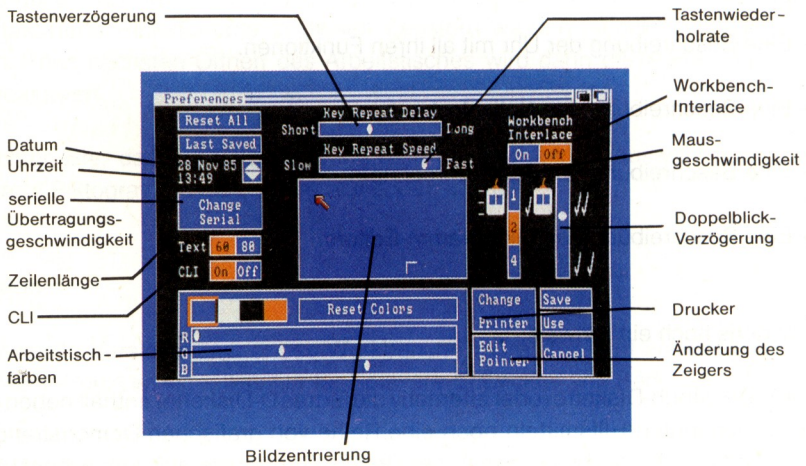 Tastenverzögerung
Tastenwieder-
holrate
Workbench-
Interlace
Maus-
geschwindigkeit
Doppelblick-
Verzögerung
Drucker
Änderung des
Zeigers
Datum
Uhrzeit
serielle
Übertragungs-
geschwindigkeit
Zeilenlänge
CLI
Arbeitstisch-
farben
Bildzentrierung
Preferences
Reset All
Last Saved
28 Nov 85
13:49
Change
Serial
Text 60 80
CLI On Off
Key Repeat Delay
Short Long
Key Repeat Speed
Slow Fast
Workbench
Interlace
On Off
1
2
4
Reset Colors
R
G
B
Change
Printer
Edit
Pointer
Save
Use
Cancel